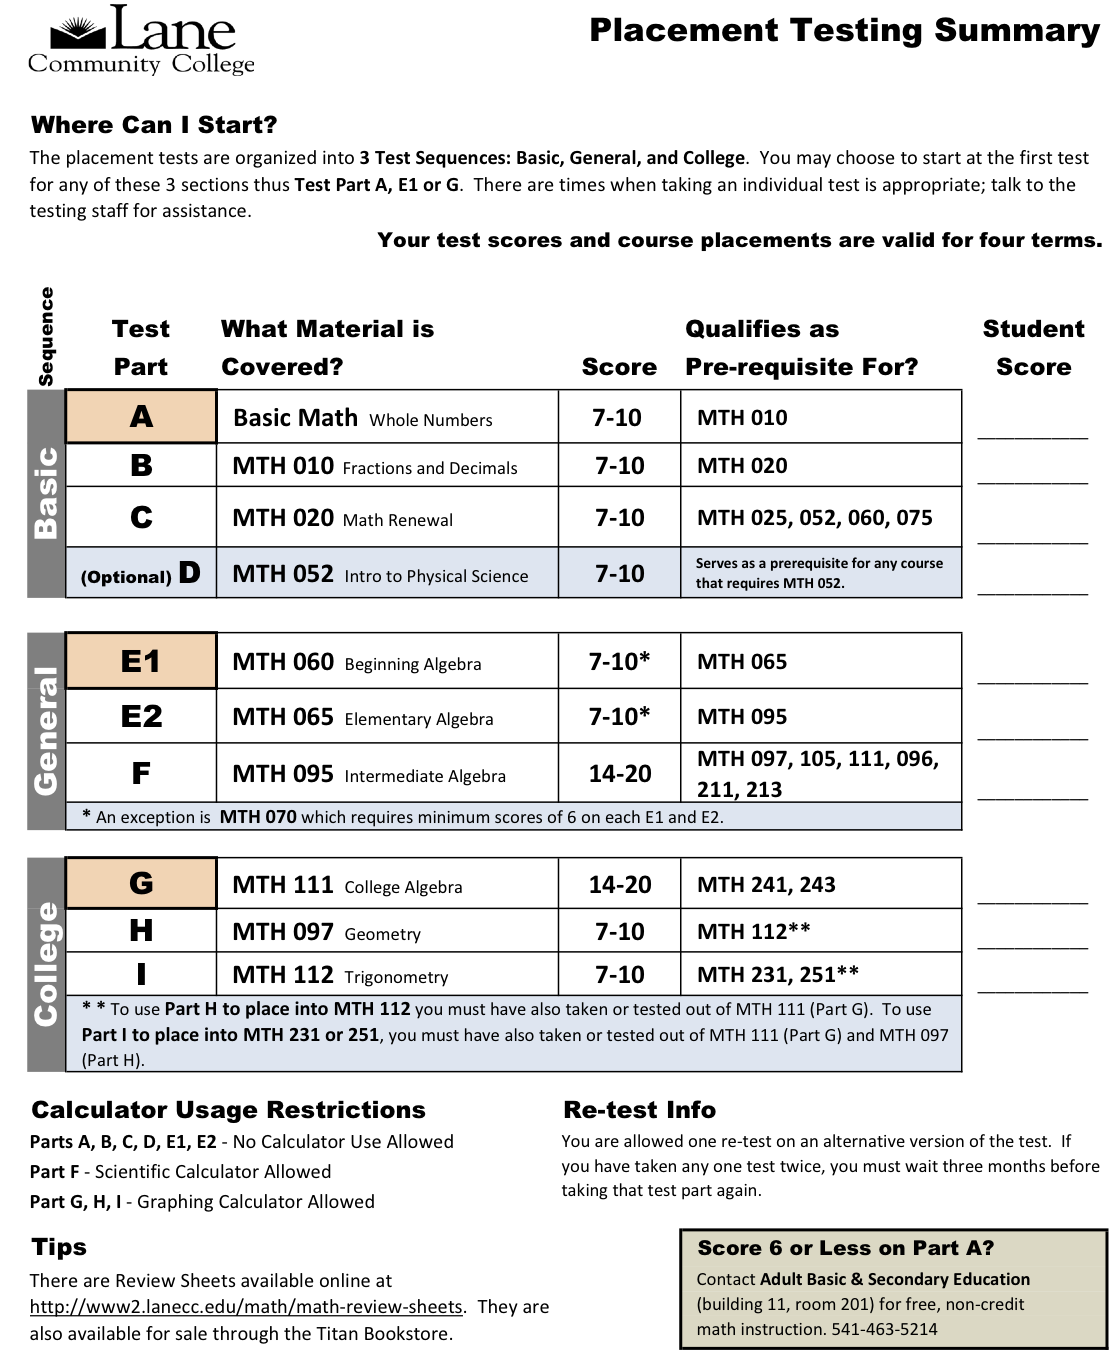 Lane
Community College
Placement Testing Summary
Where Can I Start?
The placement tests are organized into 3 Test Sequences: Basic, General, and College.  You may choose to start at the first test
for any of these 3 sections thus Test Part A, E1 or G.  There are times when taking an individual test is appropriate; talk to the
testing staff for assistance.
Your test scores and course placements are valid for four terms.
Sequence
Test Part
What Material is Covered?
Score
Qualifies as Pre-requisite For?
Student Score
Basic
A Basic Math Whole Numbers 7-10 MTH 010 ___________
B MTH 010 Fractions and Decimals 7-10 MTH 020 ___________
C MTH 020 Math Renewal 7-10 MTH 025, 052, 060, 075 ___________
(Optional) D MTH 052 Intro to Physical Science 7-10 Serves as a prerequisite for any course
that requires MTH 052. ___________
General
E1 MTH 060 Beginning Algebra 7-10* MTH 065 ___________
E2 MTH 065 Elementary Algebra 7-10* MTH 095 ___________
F MTH 095 Intermediate Algebra 14-20 MTH 097, 105, 111, 096,
211, 213 ___________
* An exception is  MTH 070 which requires minimum scores of 6 on each E1 and E2.
College
G MTH 111 College Algebra 14-20 MTH 241, 243 ___________
H MTH 097 Geometry 7-10 MTH 112** ___________
I MTH 112 Trigonometry 7-10 MTH 231, 251** ___________
* * To use Part H to place into MTH 112 you must have also taken or tested out of MTH 111 (Part G).  To use
Part I to place into MTH 231 or 251, you must have also taken or tested out of MTH 111 (Part G) and MTH 097
(Part H).
Calculator Usage Restrictions
Parts A, B, C, D, E1, E2 - No Calculator Use Allowed
Part F - Scientific Calculator Allowed
Part G, H, I - Graphing Calculator Allowed
Re-test Info
You are allowed one re-test on an alternative version of the test.  If
you have taken any one test twice, you must wait three months before
taking that test part again.
Tips
There are Review Sheets available online at
http://www2.lanecc.edu/math/math-review-sheets.  They are
also available for sale through the Titan Bookstore.
Score 6 or Less on Part A?
Contact Adult Basic & Secondary Education
(building 11, room 201) for free, non-credit
math instruction. 541-463-5214